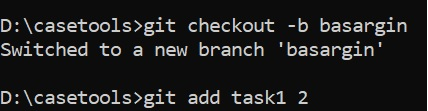 D:\casetools>git checkout -b basargin
Switched to a new branch 'basargin'
D:\casetools>git add task1 2